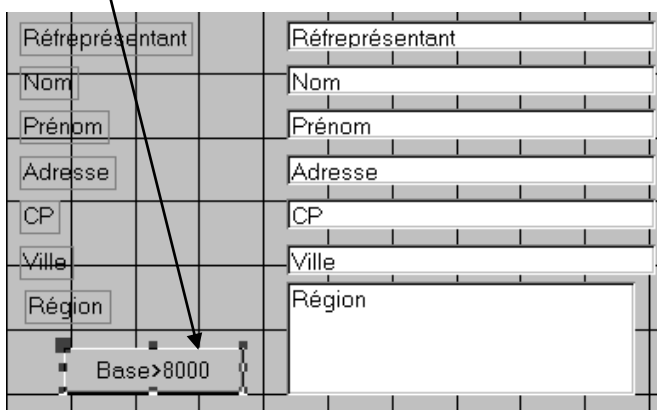 Réfreprésentant Réfreprésentant
Nom Nom
Prénom Prénom
Adresse Adresse
CP CP
Ville Ville
Région Région
Base>8000